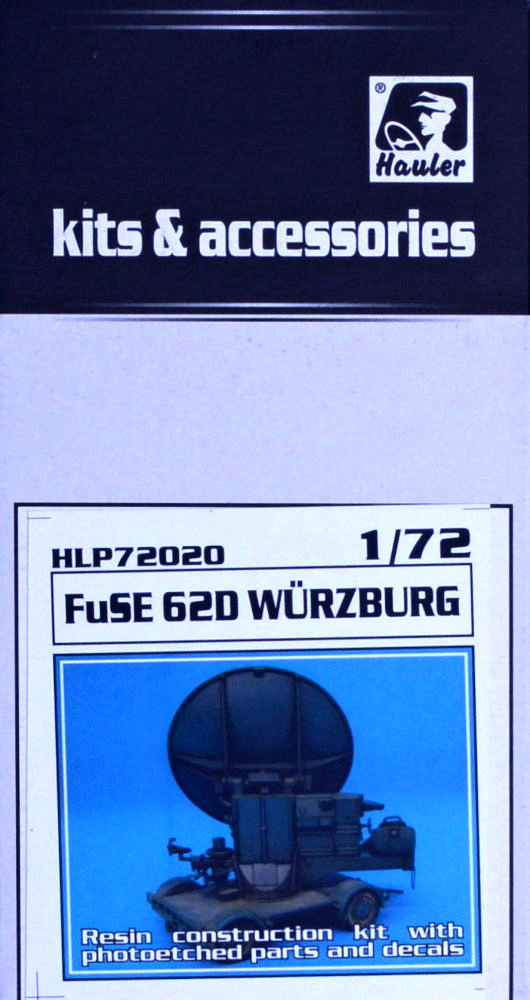 ®
Hauler
kits & accessories
HLP72020
1/72
FuSE 62D WÜRZBURG
Resin construction kit with
photoetched parts and decals